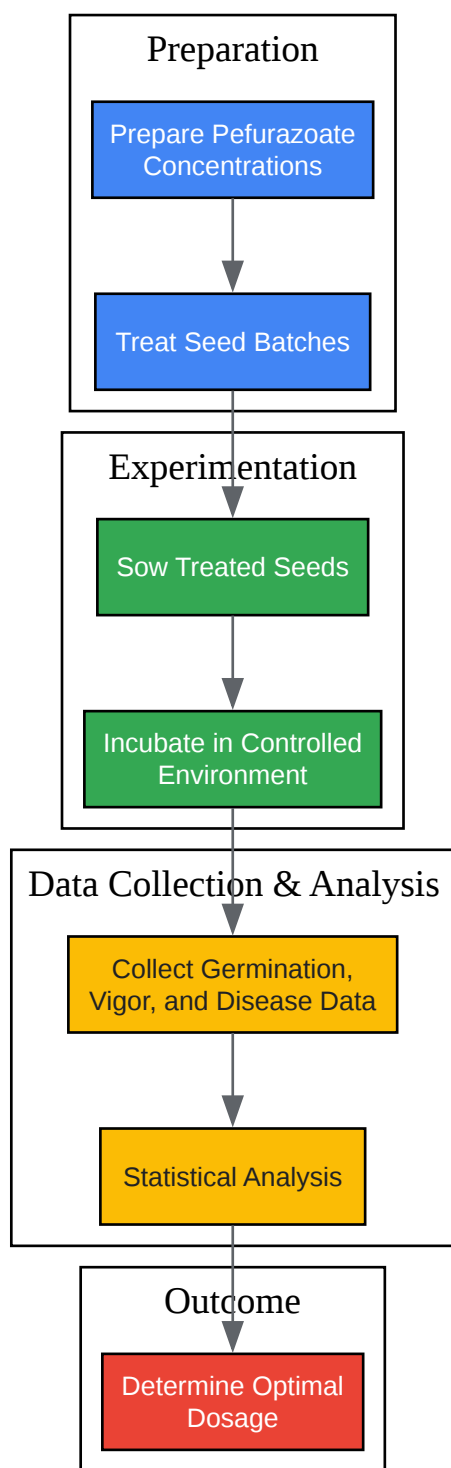 Preparation
Prepare Pefurazoate
Concentrations
Treat Seed Batches
Experimentation
Sow Treated Seeds
Incubate in Controlled
Environment
Data Collection & Analysis
Collect Germination,
Vigor, and Disease Data
Statistical Analysis
Outcome
Determine Optimal
Dosage